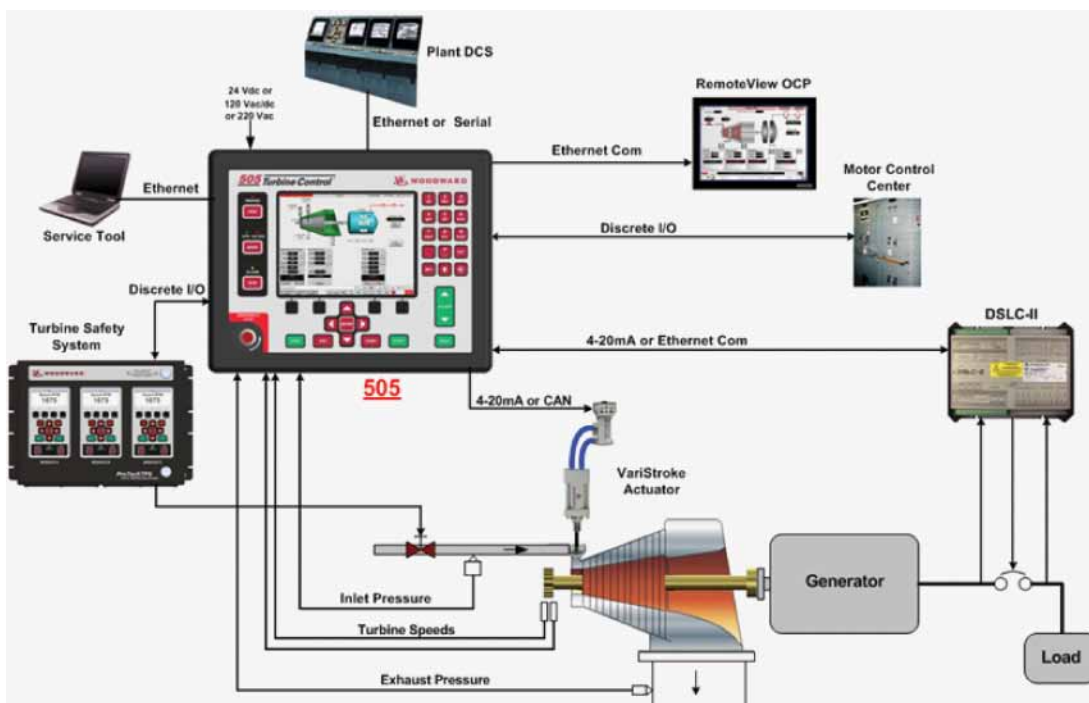 Plant DCS
24 Vdc or
120 Vac/dc
or 220 Vac
Ethernet or Serial
RemoteView OCP
Ethernet Com
Motor Control
Center
Ethernet
Service Tool
505 Turbine Control
WOODWARD
Discrete I/O
Discrete I/O
Turbine Safety
System
DSLC-II
4-20mA or Ethernet Com
505
4-20mA or CAN
WOODWARD
VariStroke
Actuator
Inlet Pressure
Generator
Turbine Speeds
Load
Exhaust Pressure